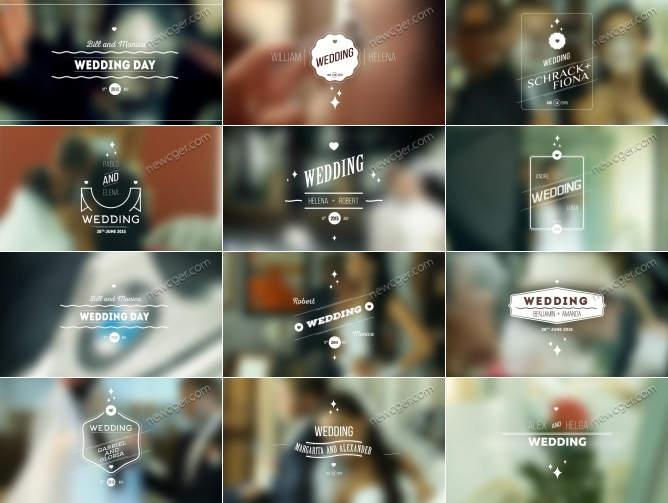 Bill and Monica
WEDDING DAY
2015
newcger.com
WILLIAM
WEDDING
HELENA
newcger.com
WEDDING
SCHRACK+
FIONA
newcger.com
PABLO
AND
ELENA
WEDDING
28TH JUNE 2015
newcger.com
WEDDING
HELENA + ROBERT
2015
newcger.com
ANDRE
WEDDING
newcger.com
Bill and Monica
WEDDING DAY
newcger.com
Robert
WEDDING
Monica
2015
newcger.com
WEDDING
BENJAMIN + AMANDA
28TH JUNE 2015
newcger.com
WEDDING
GABRIEL
AND
GLORIA
newcger.com
WEDDING
MARGARITA AND ALEXANDER
newcger.com
ALEX AND HELGA
WEDDING
newcger.com